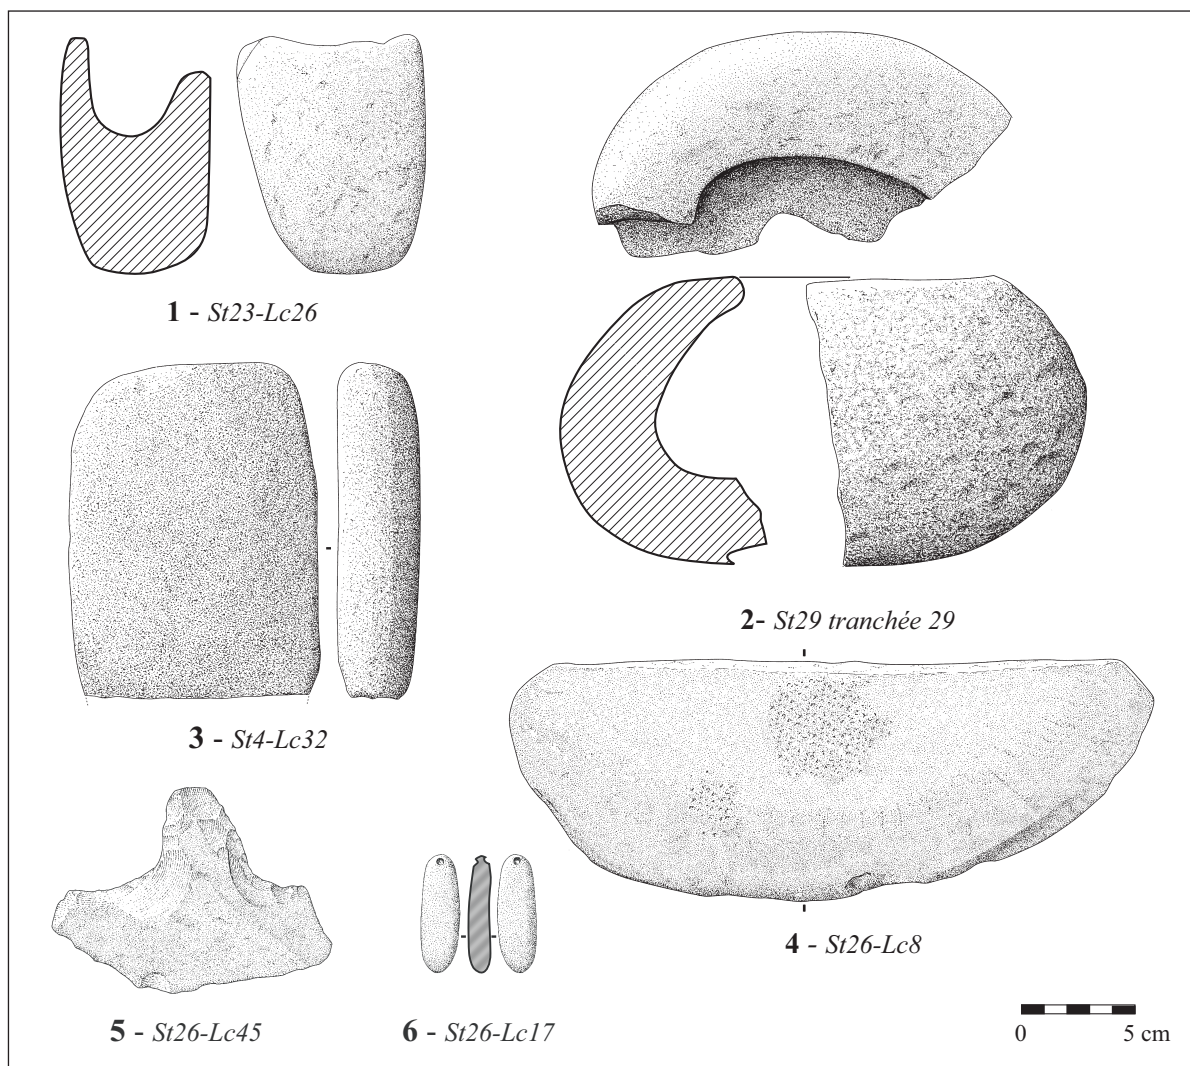 1 - St23-Lc26
2- St29 tranchée 29
3 - St4-Lc32
4 - St26-Lc8
5 - St26-Lc45
6 - St26-Lc17
0 5 cm